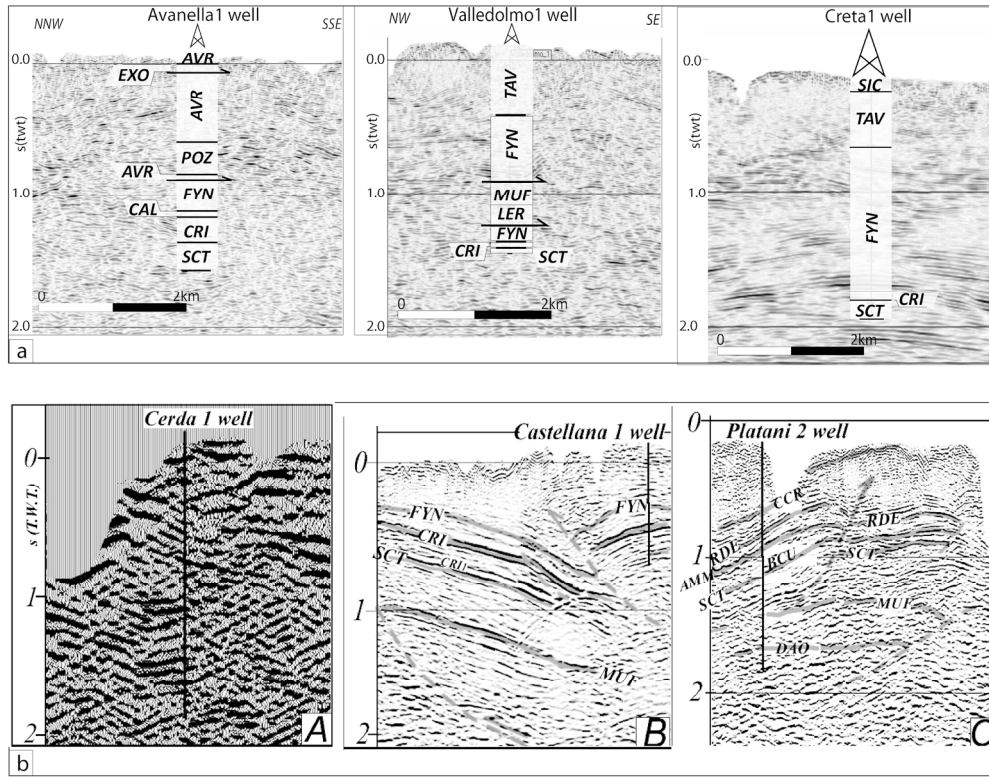 Avanella1 well
NNW
SSE
0.0
s(twt)
1.0
2.0
AVR
EXO
AVR
POZ
AVR
FYN
CAL
CRI
SCT
0
2km
a
Valledolmo1 well
NW
SE
0.0
s(twt)
1.0
2.0
TAV
FYN
MUF
LER
FYN
CRI
SCT
0
2km
Creta1 well
0.0
s(twt)
1.0
2.0
SIC
TAV
FYN
CRI
SCT
0
2km
Cerda 1 well
0
s (T.W.T.)
1
2
A
b
Castellana 1 well
0
1
2
FYN
FYN
CRI
SCT
CRI1
MUF
B
Platani 2 well
0
1
2
CCR
RDE
RDE
BCU
AMM
SCT
SCT
MUF
DAO
C